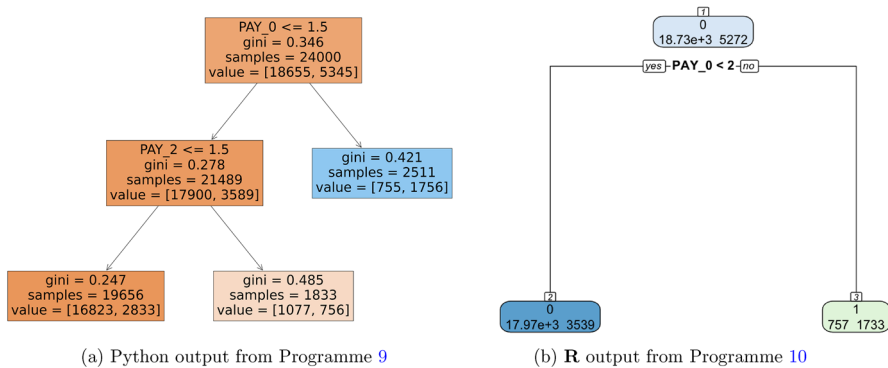 PAY_0 <= 1.5
gini = 0.346
samples = 24000
value = [18655, 5345]
PAY_2 <= 1.5
gini = 0.278
samples = 21489
value = [17900, 3589]
gini = 0.421
samples = 2511
value = [755, 1756]
gini = 0.247
samples = 19656
value = [16823, 2833]
gini = 0.485
samples = 1833
value = [1077, 756]
(a) Python output from Programme 9
1
0
18.73e+3 5272
yes PAY_0 < 2 no
2
0
17.97e+3 3539
3
1
757 1733
(b) R output from Programme 10